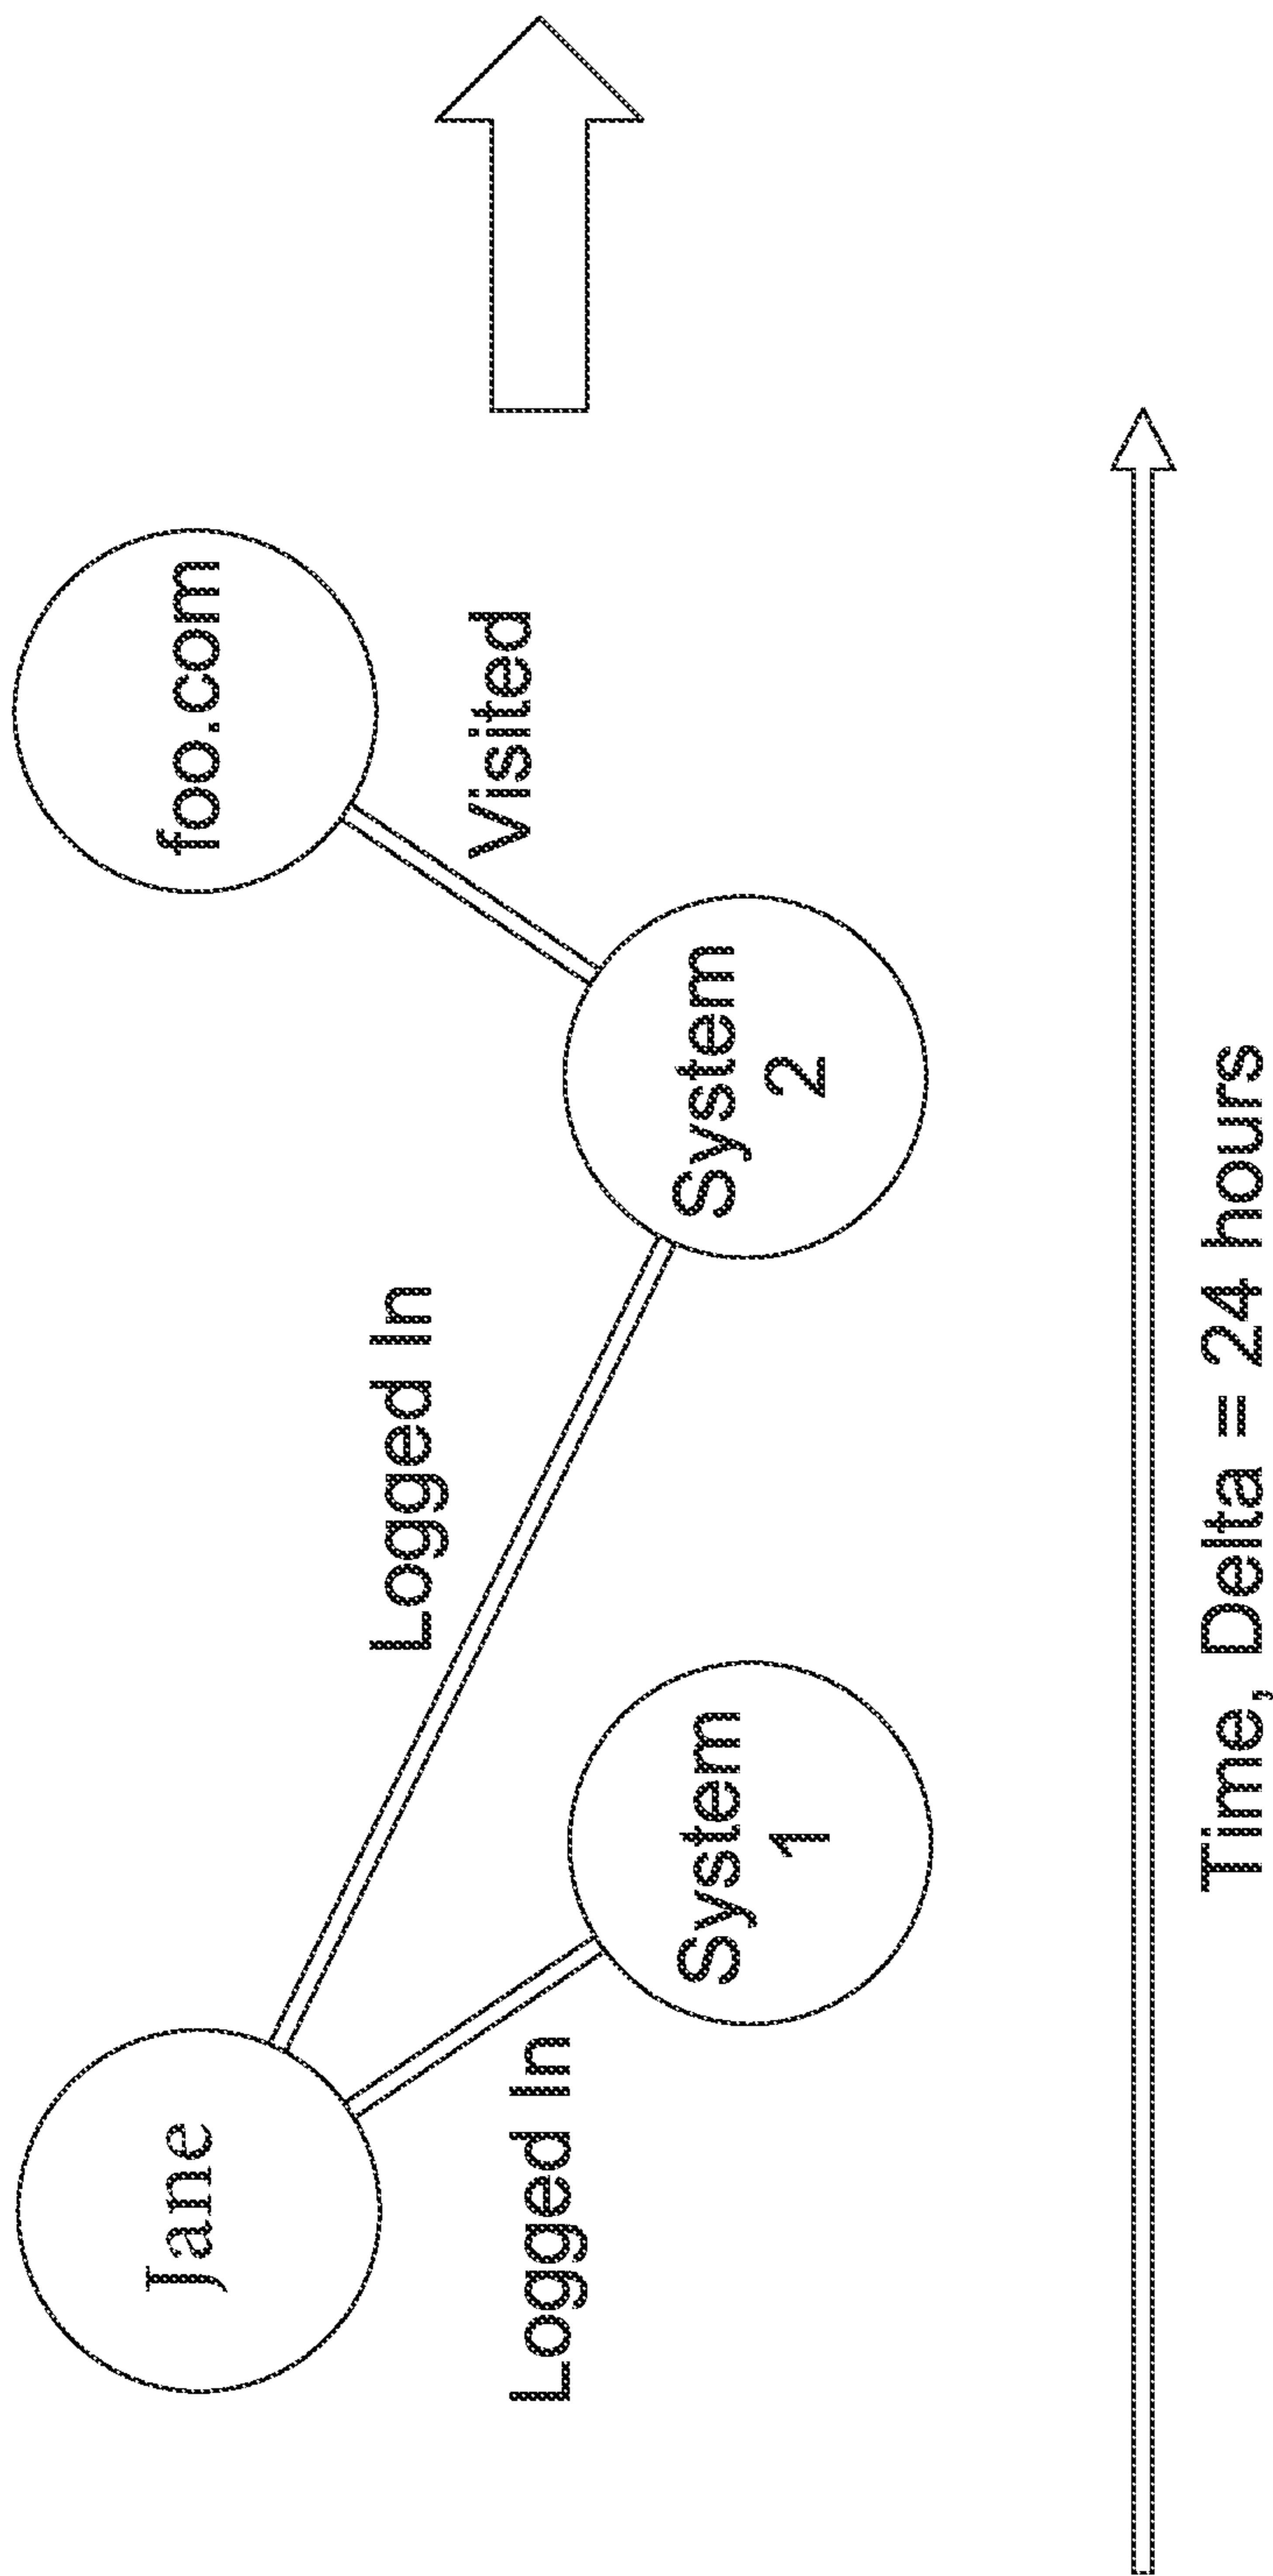 Jane
foo.com
Logged In
Logged In
Visited
System
1
System
2
Time, Delta = 24 hours